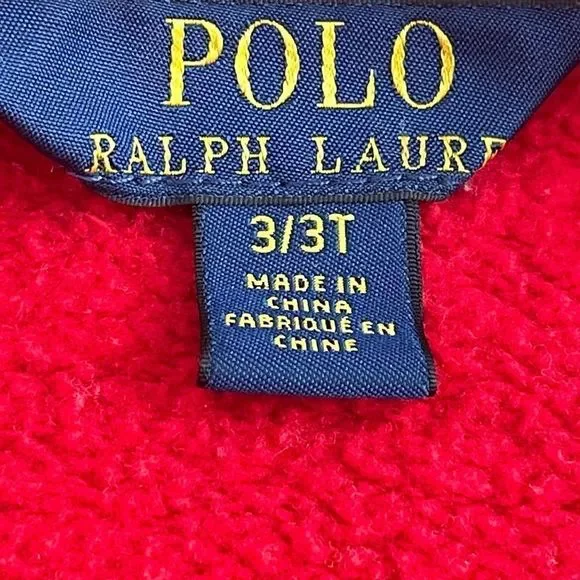 POLO
RALPH LAURE
3/3T
MADE IN
CHINA
FABRIQUÉ EN
CHINE